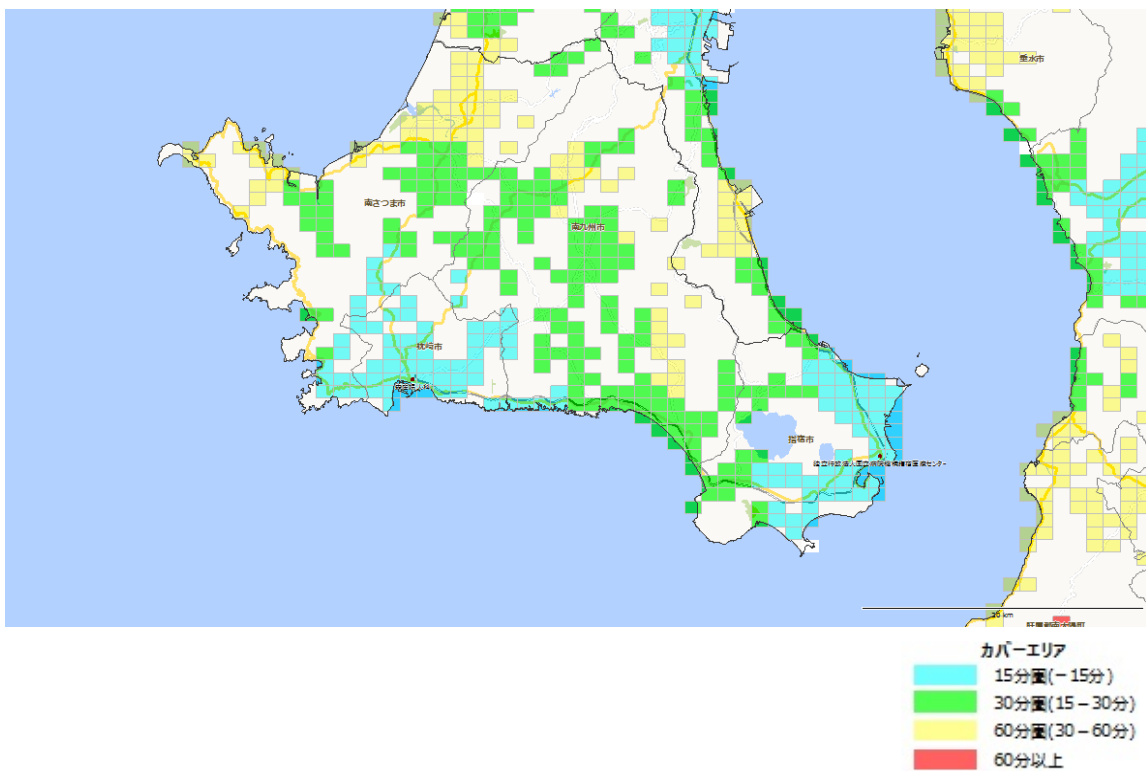 垂水市
南さつま市
南九州市
枕崎市
指宿市
10 km
カバーエリア
15分圏(－15分)
30分圏(15－30分)
60分圏(30－60分)
60分以上